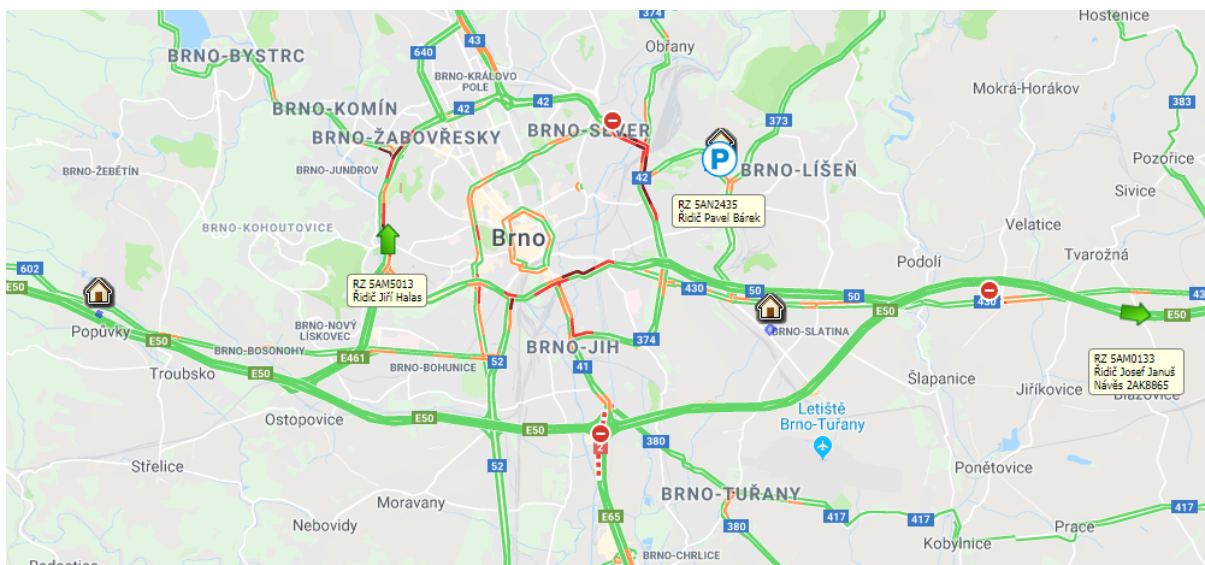 Hostěnice
374
43
Obřany
BRNO-BYSTRC
640
BRNO-KRÁLOVO
POLE
Mokrá-Horákov
383
42
42
BRNO-KOMÍN
BRNO-ŽABOVŘESKY
BRNO-SEVER
373
Pozořice
P
BRNO-ŽEBĚTÍN
BRNO-JUNDROV
42
BRNO-LÍŠEŇ
Sivice
RZ 5AN2435
Řidič Pavel Bárek
Velatice
BRNO-KOHOUTOVICE
Brno
Tvarožná
Podolí
602
E50
RZ 5AM5013
Řidič Jiří Halas
430
50
50
430
430
E50
E50
Popůvky
BRNO-NOVÝ
LÍSKOVEC
BRNO-SLATINA
E50
BRNO-BOSONOHY
E461
BRNO-JIH
374
52
41
BRNO-BOHUNICE
RZ 5AM0133
Řidič Josef Januš
Návěs 2AK8865
Troubsko
E50
Šlapanice
Jiříkovice
Blažovice
Ostopovice
E50
E50
Letiště
Brno-Tuřany
2
380
Střelice
52
Ponětovice
Moravany
BRNO-TUŘANY
Nebovidy
E65
417
417
417
380
Prace
Kobylnice
BRNO-CHRLICE